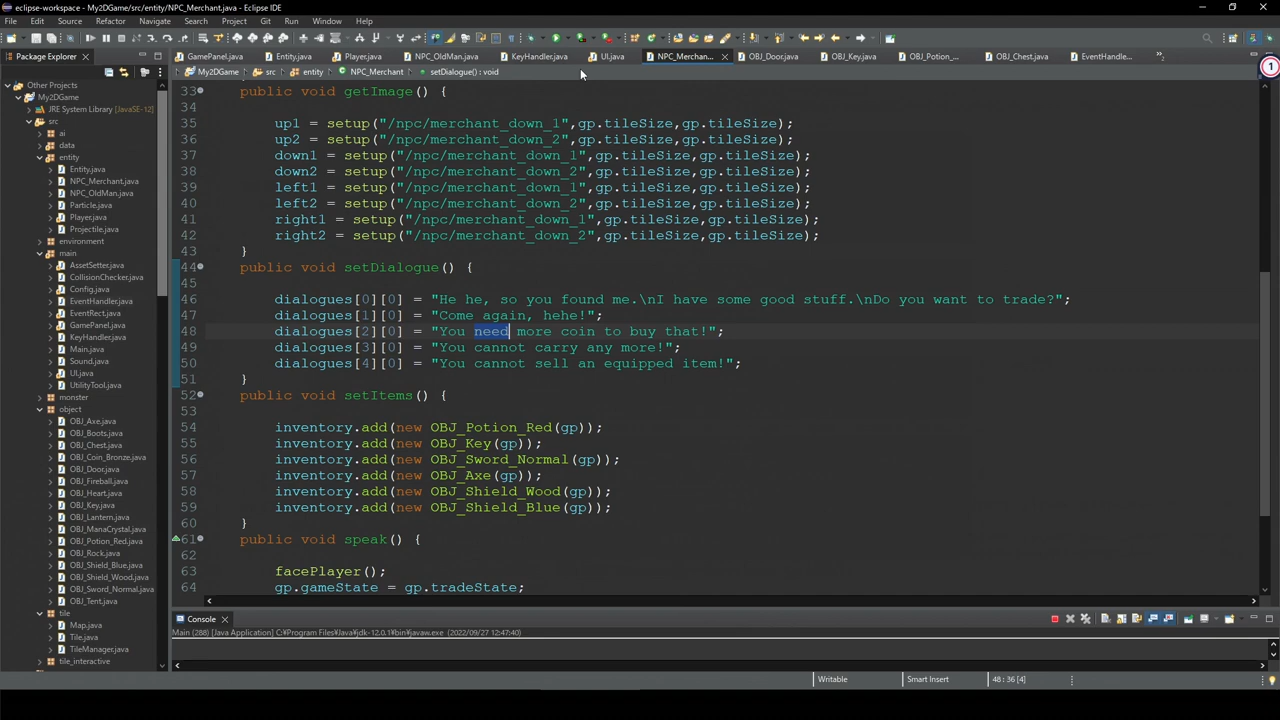 eclipse-workspace - My2DGame/src/entity/NPC_Merchant.java - Eclipse IDE
File Edit Source Refactor Navigate Search Project Git Run Window Help
Package Explorer
GamePanel.java Entity.java Player.java NPC_OldMan.java KeyHandler.java UI.java NPC_Merchant... OBJ_Door.java OBJ_Key.java OBJ_Potion_... OBJ_Chest.java EventHandle...
1
My2DGame src entity NPC_Merchant setDialogue() : void
Other Projects
My2DGame
JRE System Library [JavaSE-12]
src
ai
data
entity
Entity.java
NPC_Merchant.java
NPC_OldMan.java
Particle.java
Player.java
Projectile.java
environment
main
AssetSetter.java
CollisionChecker.java
Config.java
EventHandler.java
EventRect.java
GamePanel.java
KeyHandler.java
Main.java
Sound.java
UI.java
UtilityTool.java
monster
object
OBJ_Axe.java
OBJ_Boots.java
OBJ_Chest.java
OBJ_Coin_Bronze.java
OBJ_Door.java
OBJ_Fireball.java
OBJ_Heart.java
OBJ_Key.java
OBJ_Lantern.java
OBJ_ManaCrystal.java
OBJ_Potion_Red.java
OBJ_Rock.java
OBJ_Shield_Blue.java
OBJ_Shield_Wood.java
OBJ_Sword_Normal.java
OBJ_Tent.java
tile
Map.java
Tile.java
TileManager.java
tile_interactive
33 public void getImage() {
34
35 up1 = setup("/npc/merchant_down_1",gp.tileSize,gp.tileSize);
36 up2 = setup("/npc/merchant_down_2",gp.tileSize,gp.tileSize);
37 down1 = setup("/npc/merchant_down_1",gp.tileSize,gp.tileSize);
38 down2 = setup("/npc/merchant_down_2",gp.tileSize,gp.tileSize);
39 left1 = setup("/npc/merchant_down_1",gp.tileSize,gp.tileSize);
40 left2 = setup("/npc/merchant_down_2",gp.tileSize,gp.tileSize);
41 right1 = setup("/npc/merchant_down_1",gp.tileSize,gp.tileSize);
42 right2 = setup("/npc/merchant_down_2",gp.tileSize,gp.tileSize);
43 }
44 public void setDialogue() {
45
46 dialogues[0][0] = "He he, so you found me.\nI have some good stuff.\nDo you want to trade?";
47 dialogues[1][0] = "Come again, hehe!";
48 dialogues[2][0] = "You need more coin to buy that!";
49 dialogues[3][0] = "You cannot carry any more!";
50 dialogues[4][0] = "You cannot sell an equipped item!";
51 }
52 public void setItems() {
53
54 inventory.add(new OBJ_Potion_Red(gp));
55 inventory.add(new OBJ_Key(gp));
56 inventory.add(new OBJ_Sword_Normal(gp));
57 inventory.add(new OBJ_Axe(gp));
58 inventory.add(new OBJ_Shield_Wood(gp));
59 inventory.add(new OBJ_Shield_Blue(gp));
60 }
61 public void speak() {
62
63 facePlayer();
64 gp.gameState = gp.tradeState;
Console
Main (288) [Java Application] C:\Program Files\Java\jdk-12.0.1\bin\javaw.exe (2022/09/27 12:47:40)
Writable Smart Insert 48 : 36 [4]